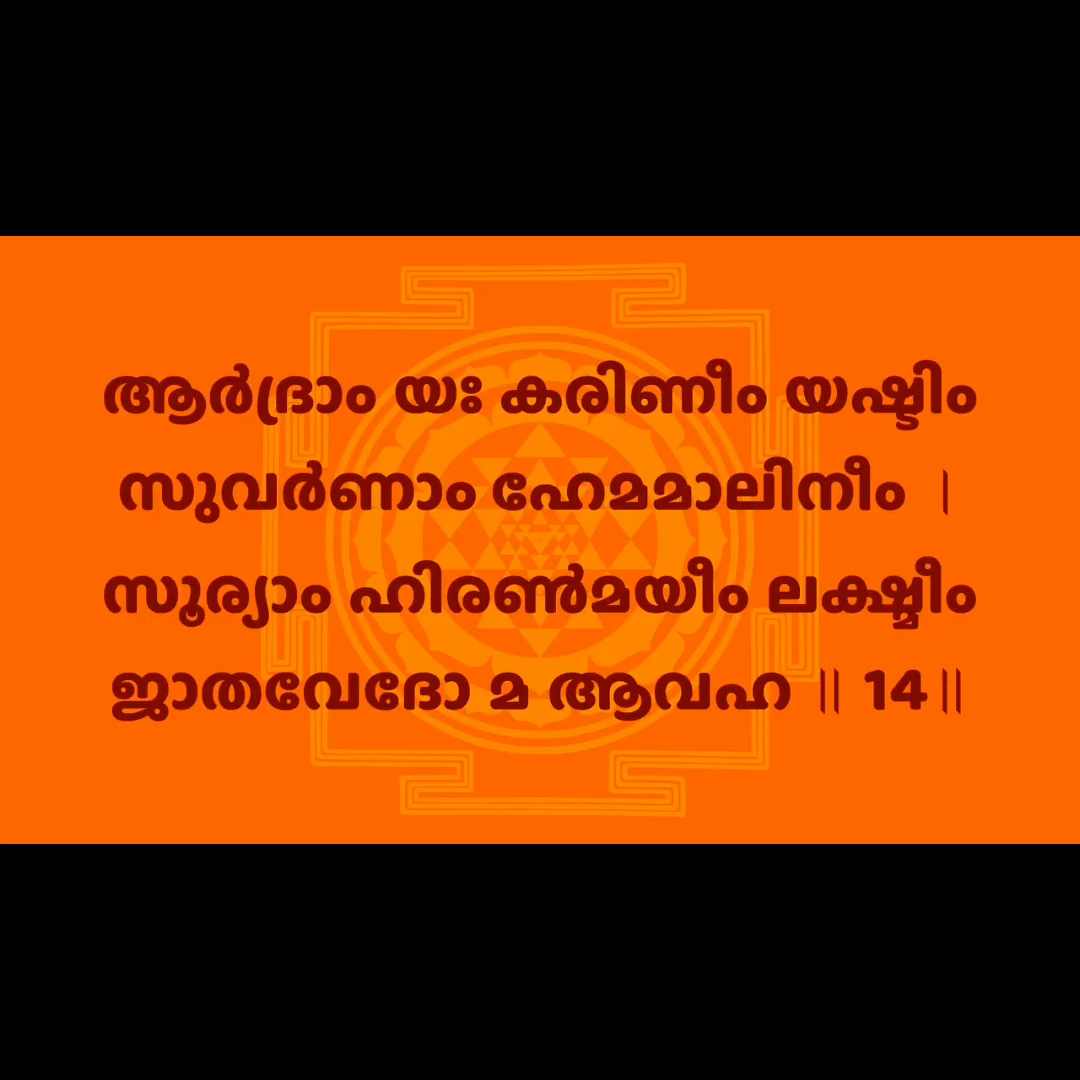 ആർദ്രാം യഃ കരിണീം യഷ്ടിം
സുവർണാം ഹേമമാലിനീം ।
സൂര്യാം ഹിരൺമയീം ലക്ഷ്മീം
ജാതവേദോ മ ആവഹ ॥ 14॥